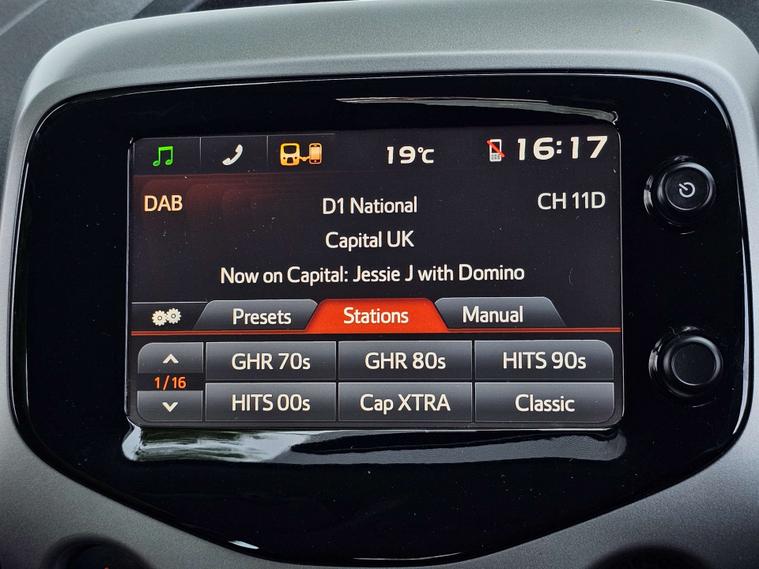 19°C
16:17
DAB
D1 National
CH 11D
Capital UK
Now on Capital: Jessie J with Domino
Presets
Stations
Manual
GHR 70s
GHR 80s
HITS 90s
1/16
HITS 00s
Cap XTRA
Classic